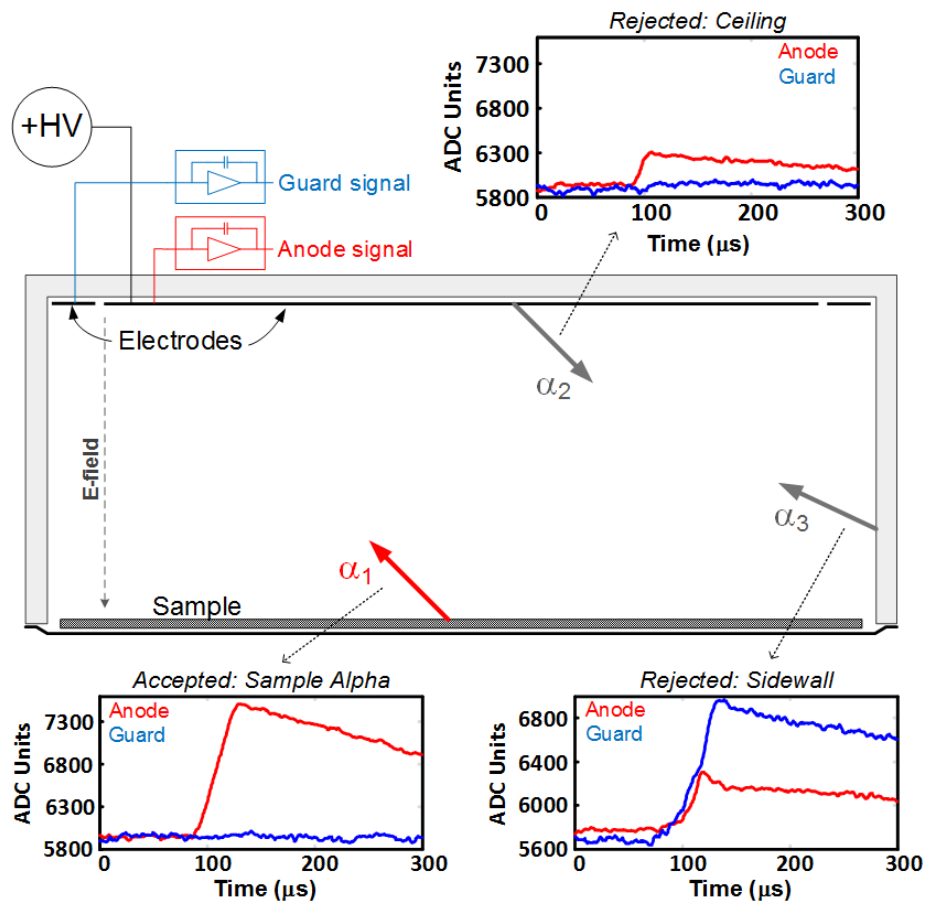 Rejected: Ceiling
Anode
Guard
7300
6800
6300
5800
ADC Units
0
100
200
300
Time (μs)
+HV
Guard signal
Anode signal
Electrodes
α2
E-field
α3
α1
Sample
Accepted: Sample Alpha
Anode
Guard
7300
6800
6300
5800
ADC Units
0
100
200
300
Time (μs)
Rejected: Sidewall
Anode
Guard
6800
6400
6000
5600
ADC Units
0
100
200
300
Time (μs)